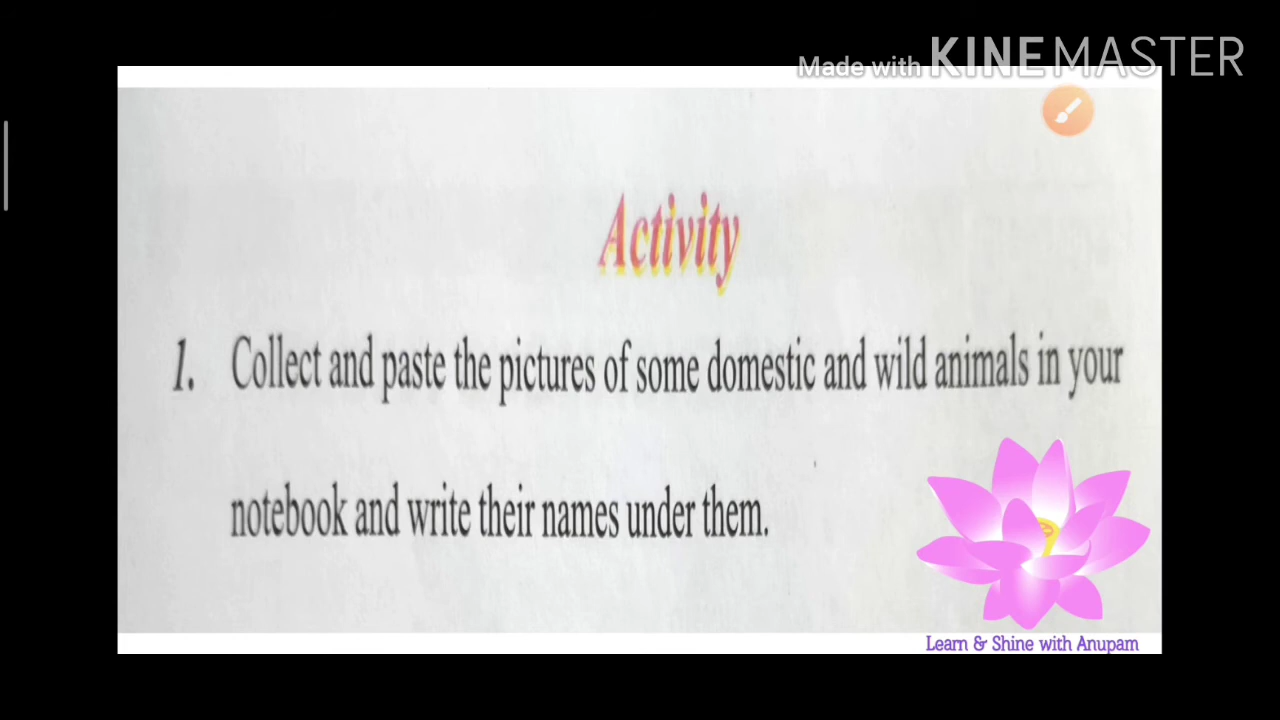 Made with KINEMASTER
Activity
1. Collect and paste the pictures of some domestic and wild animals in your
notebook and write their names under them.
Learn & Shine with Anupam